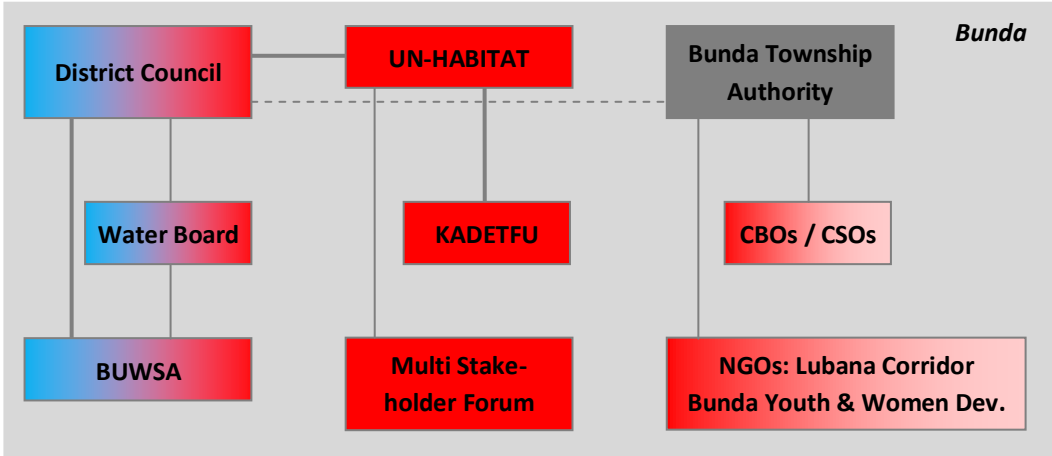 Bunda
District Council
UN-HABITAT
Bunda Township
Authority
Water Board
KADETFU
CBOs / CSOs
BUWSA
Multi Stake-
holder Forum
NGOs: Lubana Corridor
Bunda Youth & Women Dev.